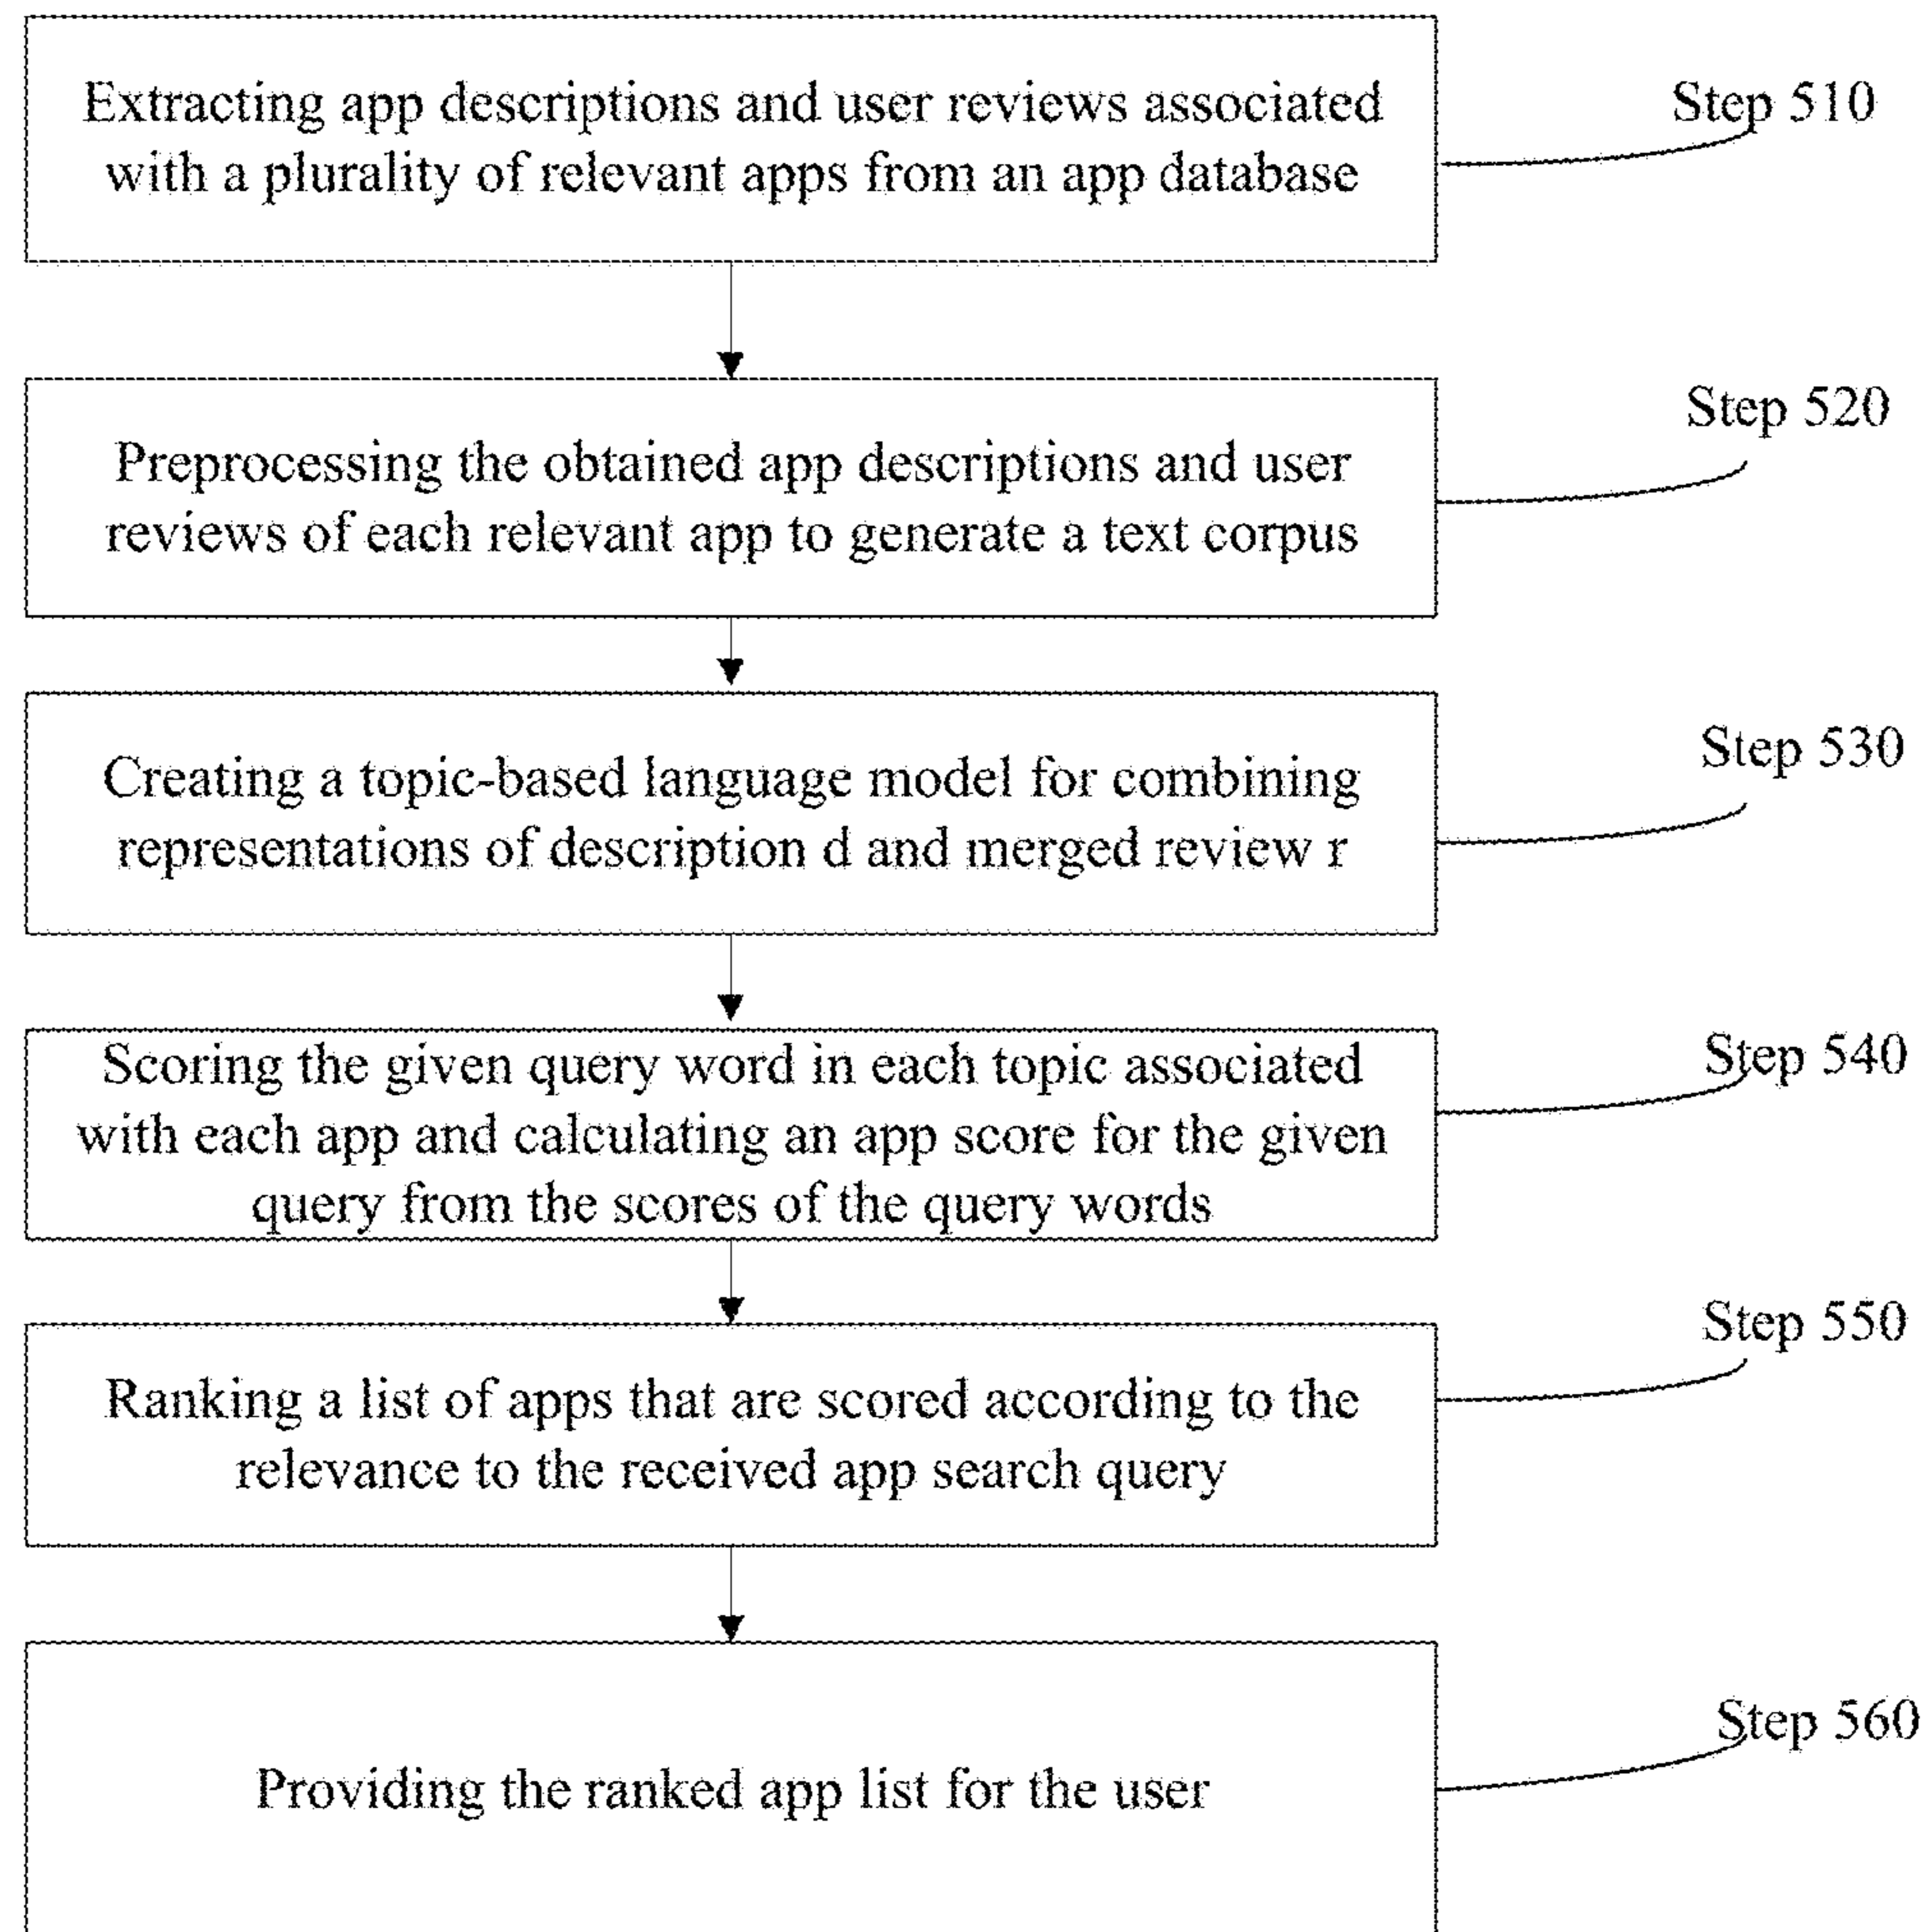 Extracting app descriptions and user reviews associated
with a plurality of relevant apps from an app database
Step 510
Preprocessing the obtained app descriptions and user
reviews of each relevant app to generate a text corpus
Step 520
Creating a topic-based language model for combining
representations of description d and merged review r
Step 530
Scoring the given query word in each topic associated
with each app and calculating an app score for the given
query from the scores of the query words
Step 540
Ranking a list of apps that are scored according to the
relevance to the received app search query
Step 550
Providing the ranked app list for the user
Step 560